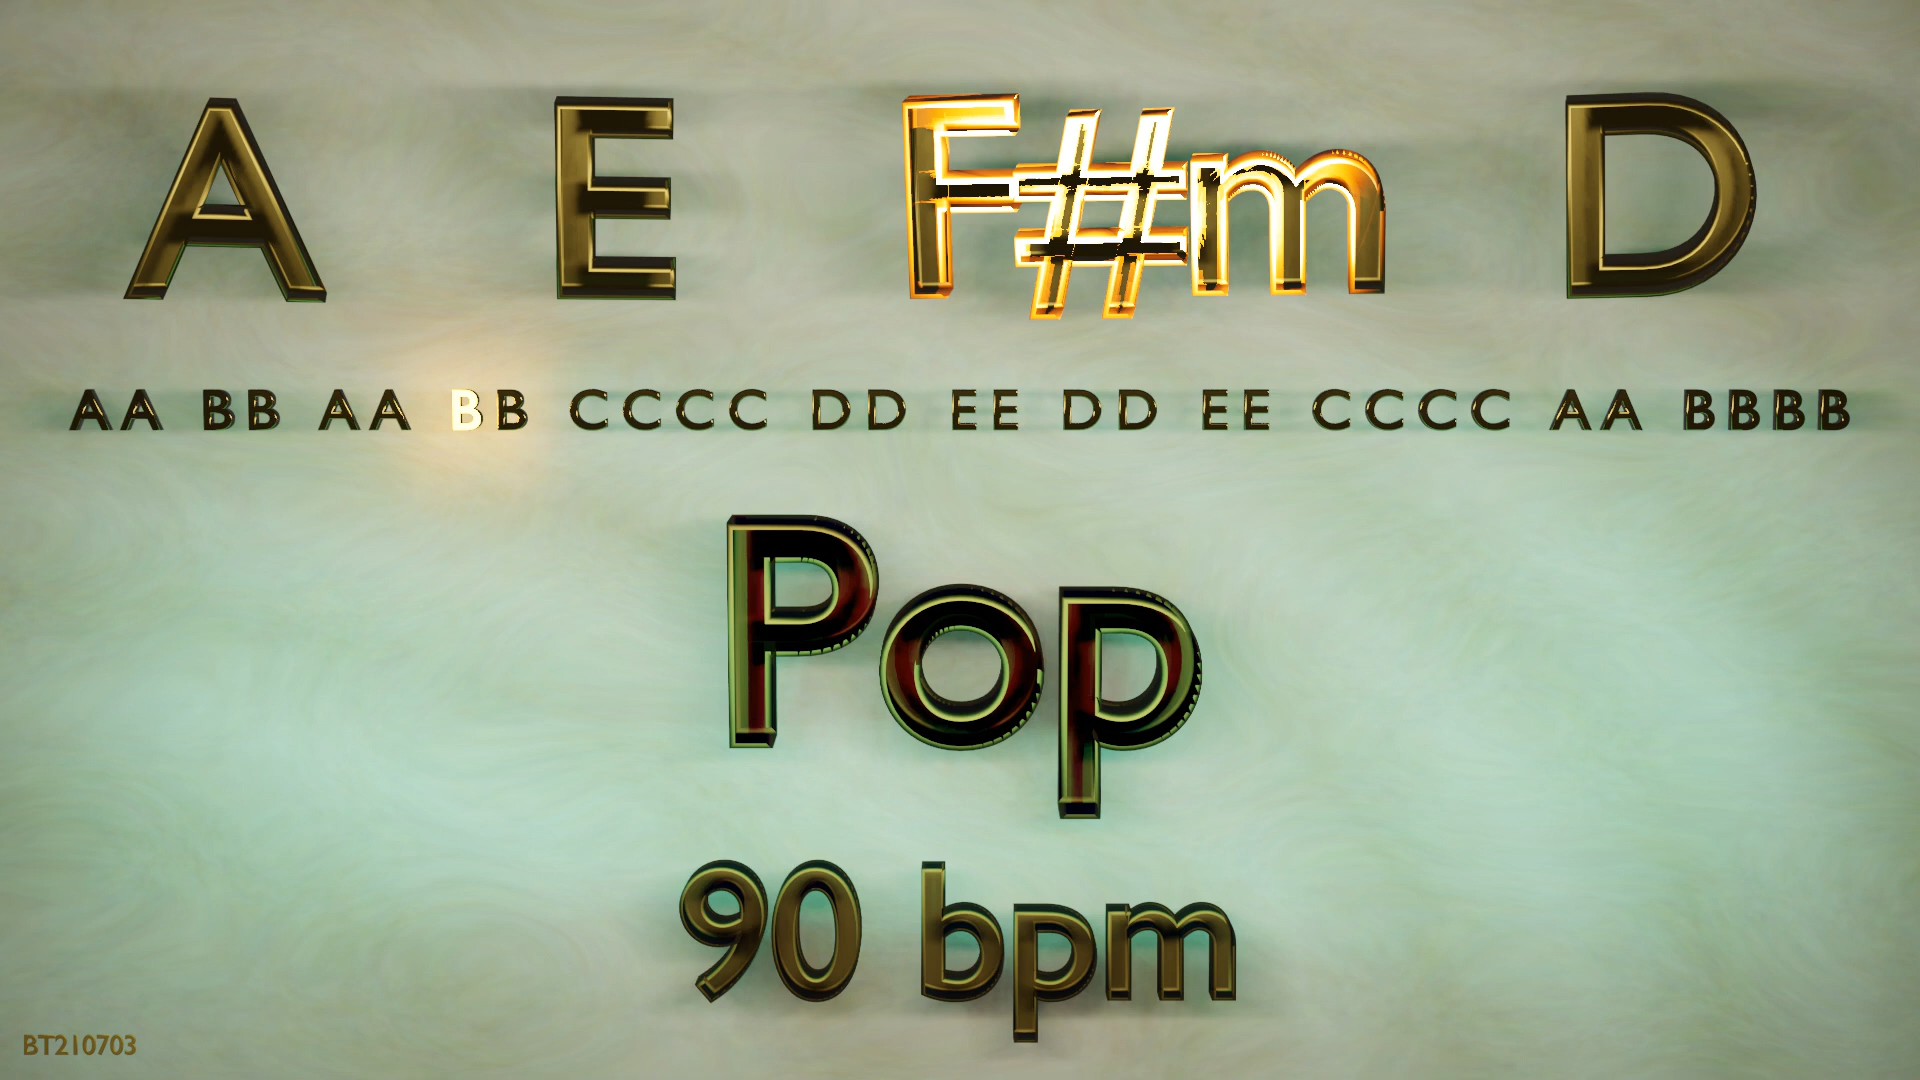 A E F#m D
AA BB AA BB CCCC DD EE DD EE CCCC AA BBBB
Pop
90 bpm
BT210703